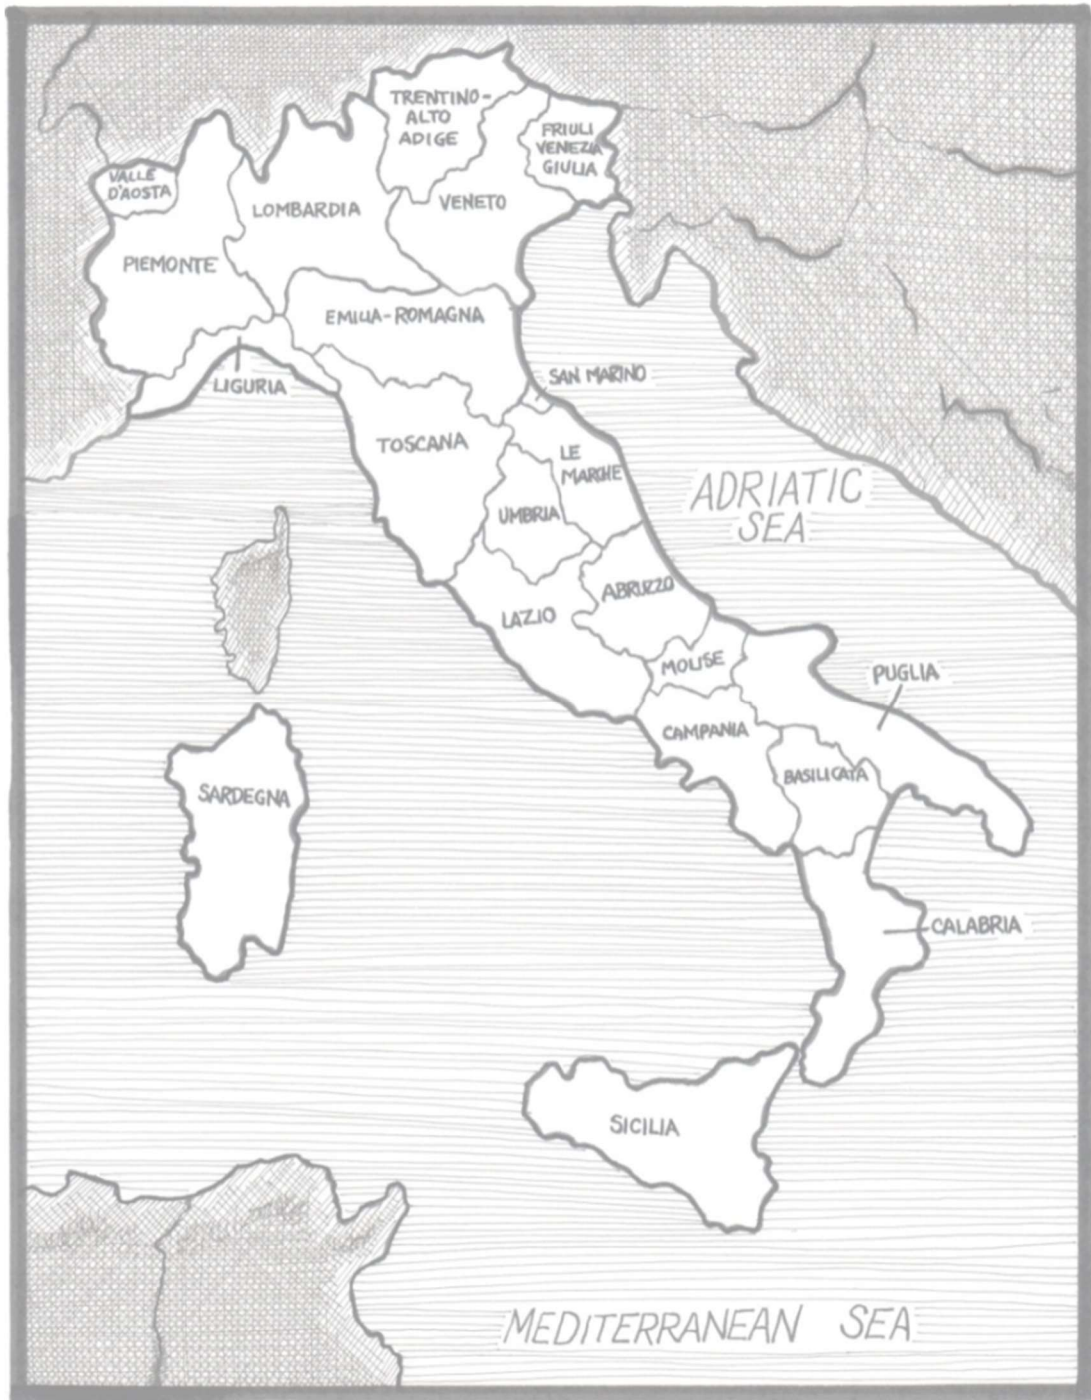 TRENTINO-
ALTO
ADIGE
FRIULI
VENEZIA
GIULIA
VALLE
D'AOSTA
LOMBARDIA
VENETO
PIEMONTE
EMILIA-ROMAGNA
LIGURIA
SAN MARINO
TOSCANA
LE
MARCHE
UMBRIA
ADRIATIC
SEA
ABRUZZO
LAZIO
MOLISE
PUGLIA
CAMPANIA
BASILICATA
SARDEGNA
CALABRIA
SICILIA
MEDITERRANEAN SEA